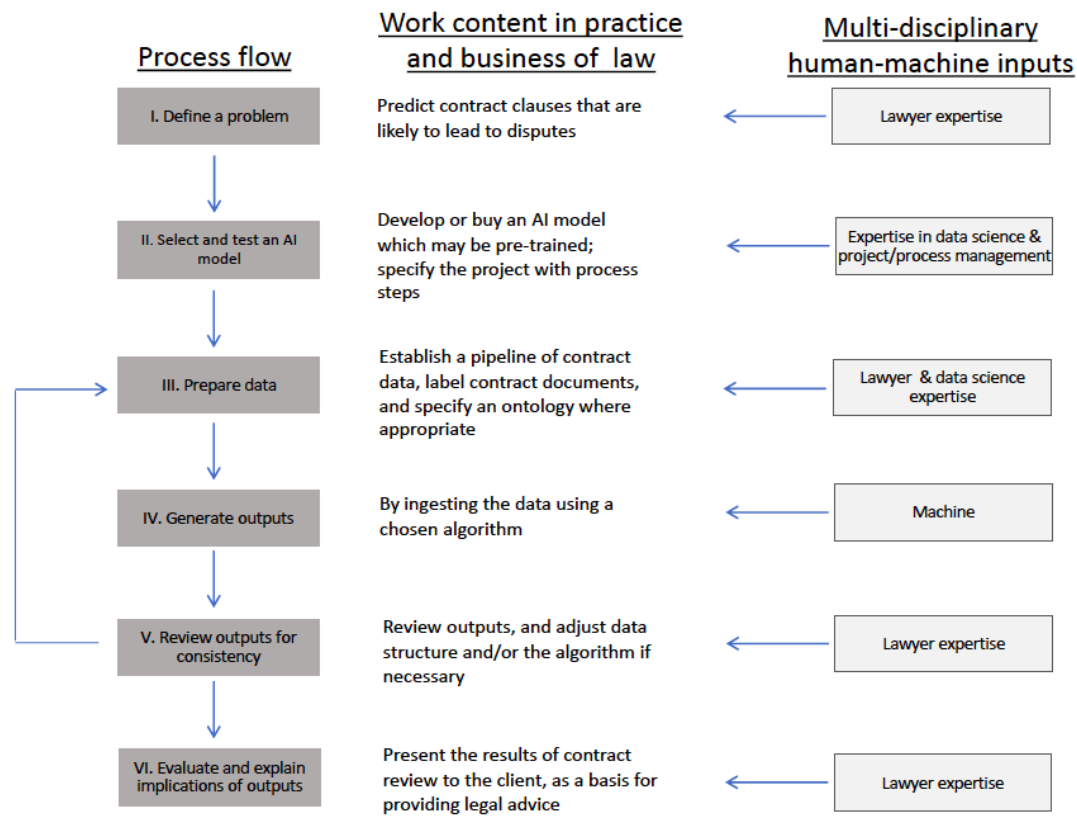 Process flow
Work content in practice
and business of law
Multi-disciplinary
human-machine inputs
I. Define a problem
Predict contract clauses that are
likely to lead to disputes
Lawyer expertise
II. Select and test an AI
model
Develop or buy an AI model
which may be pre-trained;
specify the project with process
steps
Expertise in data science &
project/process management
III. Prepare data
Establish a pipeline of contract
data, label contract documents,
and specify an ontology where
appropriate
Lawyer & data science
expertise
IV. Generate outputs
By ingesting the data using a
chosen algorithm
Machine
V. Review outputs for
consistency
Review outputs, and adjust data
structure and/or the algorithm if
necessary
Lawyer expertise
VI. Evaluate and explain
implications of outputs
Present the results of contract
review to the client, as a basis for
providing legal advice
Lawyer expertise